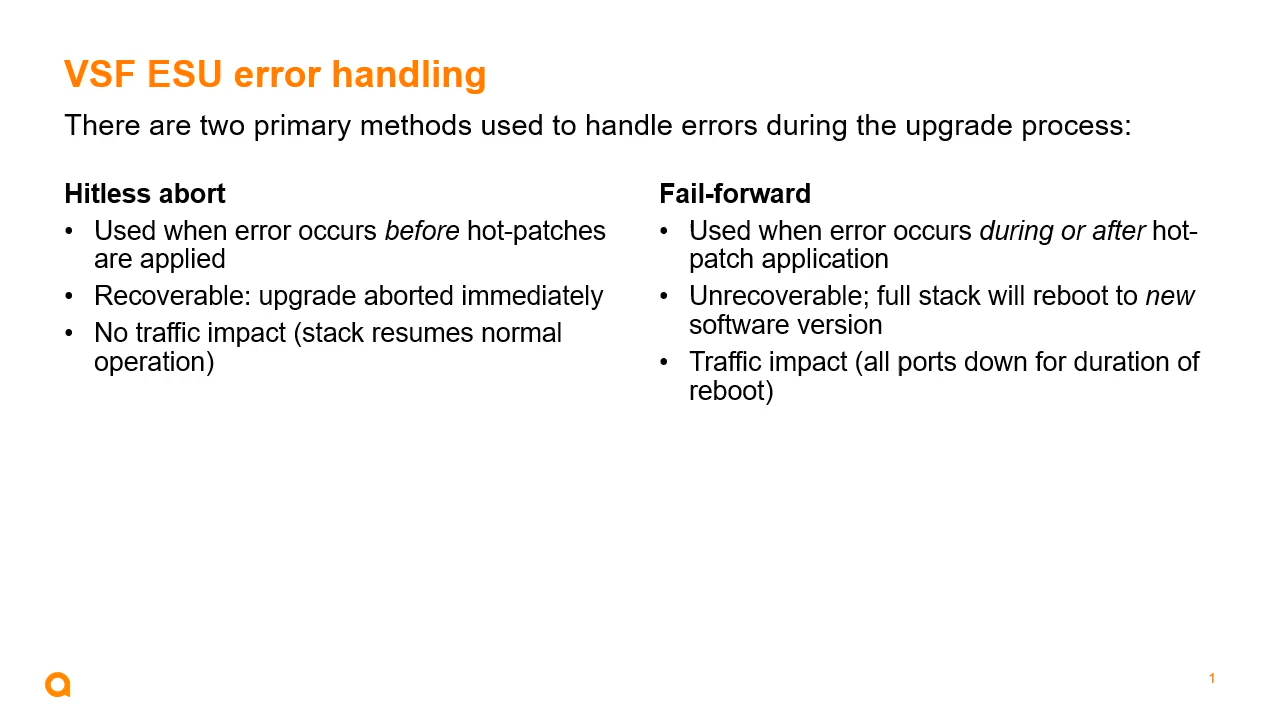 VSF ESU error handling
There are two primary methods used to handle errors during the upgrade process:
Hitless abort
• Used when error occurs before hot-patches
are applied
• Recoverable: upgrade aborted immediately
• No traffic impact (stack resumes normal
operation)
Fail-forward
• Used when error occurs during or after hot-
patch application
• Unrecoverable; full stack will reboot to new
software version
• Traffic impact (all ports down for duration of
reboot)
1